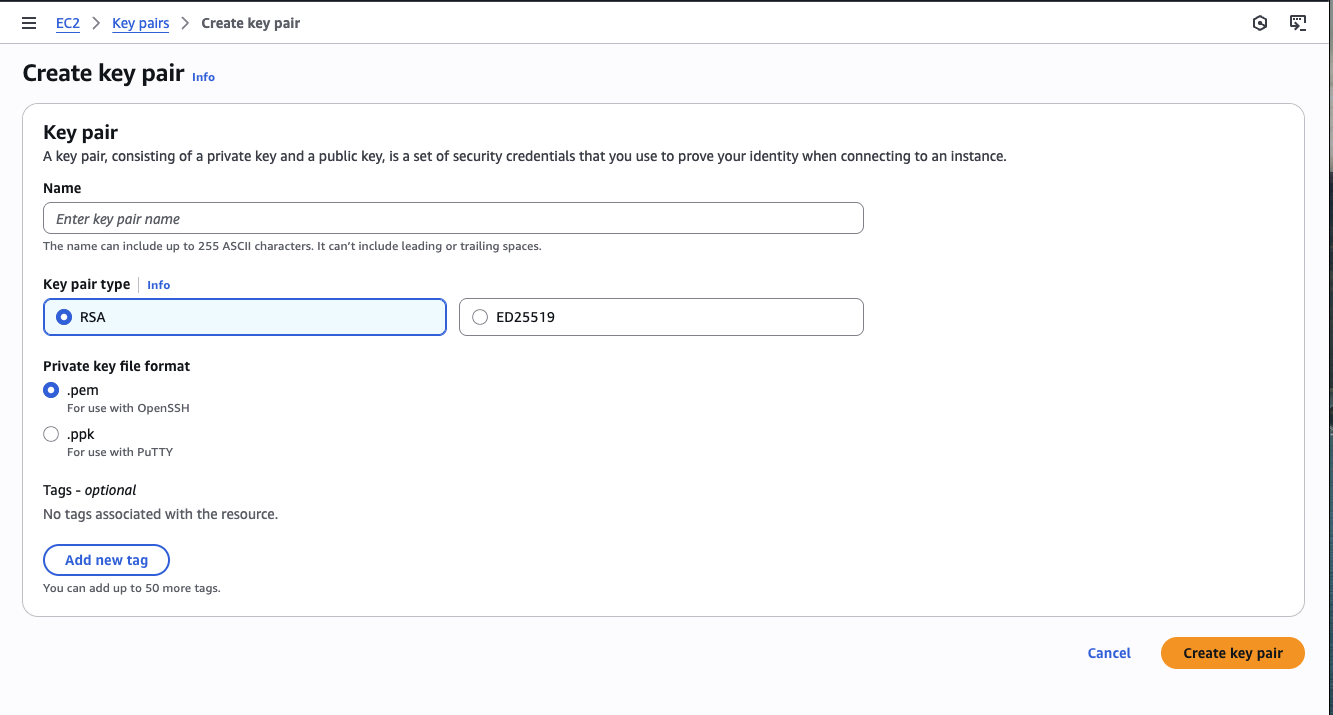 EC2 > Key pairs > Create key pair
Create key pair Info
Key pair
A key pair, consisting of a private key and a public key, is a set of security credentials that you use to prove your identity when connecting to an instance.
Name
Enter key pair name
The name can include up to 255 ASCII characters. It can't include leading or trailing spaces.
Key pair type Info
RSA ED25519
Private key file format
.pem
For use with OpenSSH
.ppk
For use with PuTTY
Tags - optional
No tags associated with the resource.
Add new tag
You can add up to 50 more tags.
Cancel Create key pair